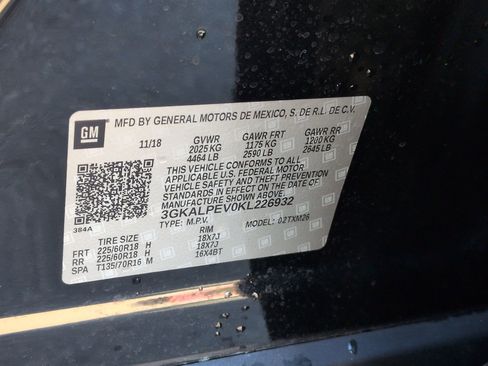 GM
MFD BY GENERAL MOTORS DE MEXICO, S. DE R.L. DE C.V.
11/18 GVWR GAWR FRT GAWR RR
2025 KG 1175 KG 1200 KG
4464 LB 2590 LB 2645 LB
THIS VEHICLE CONFORMS TO ALL
APPLICABLE U.S. FEDERAL MOTOR
VEHICLE SAFETY AND THEFT
PREVENTION STANDARDS IN
EFFECT ON THE DATE OF
MANUFACTURE SHOWN ABOVE.
384A
3GKALPEV0KL226932
TYPE: M.P.V. MODEL: 02TXM26
TIRE SIZE RIM
FRT 225/60R18 H 18X7J
RR 225/60R18 H 18X7J
SPA T135/70R16 M 16X4BT